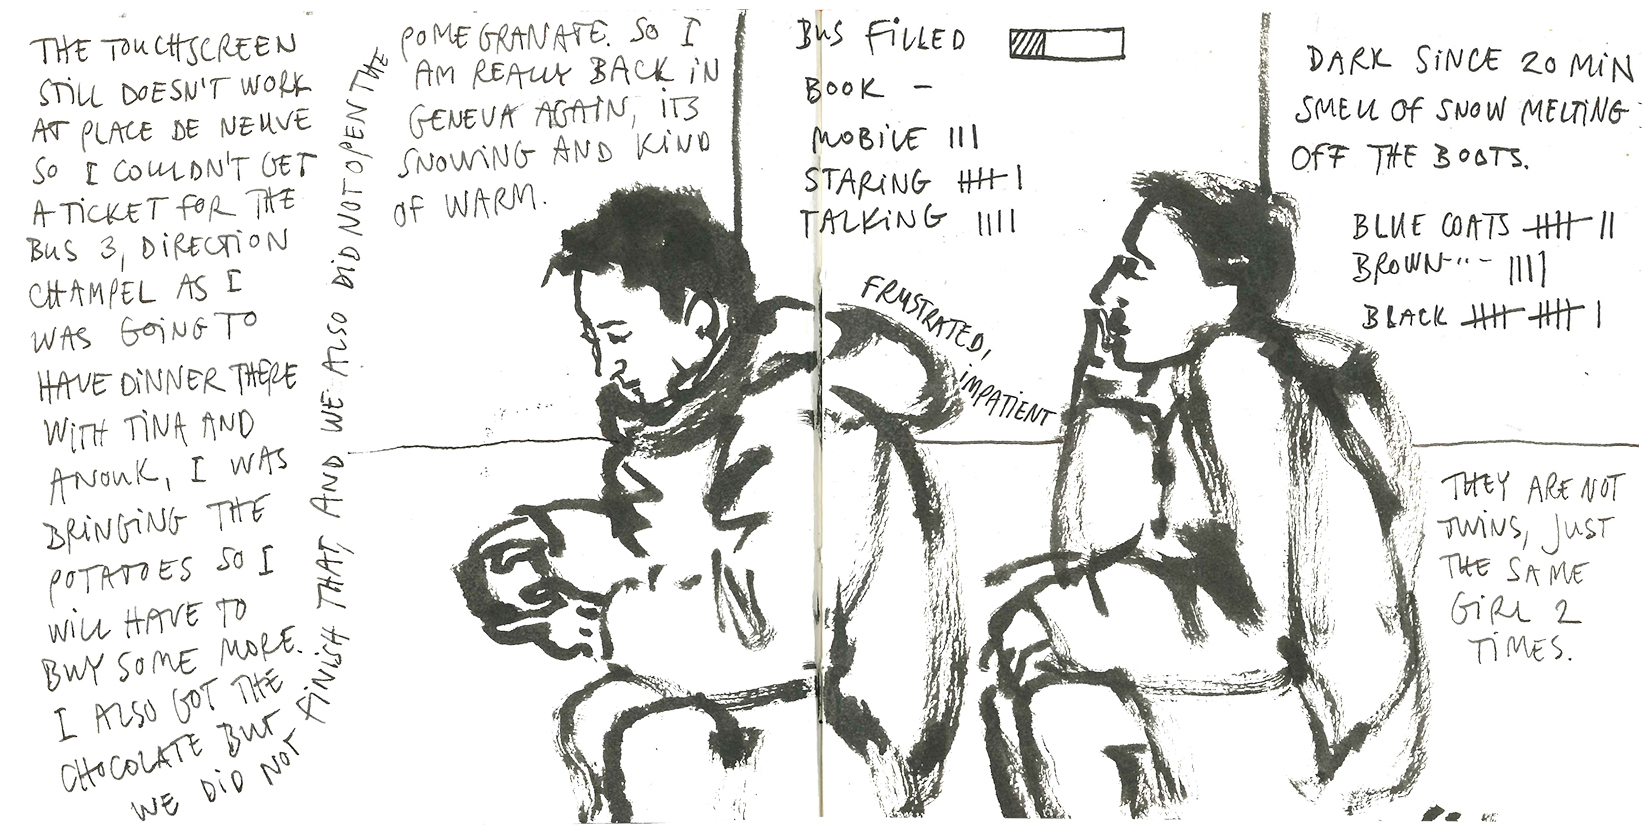 THE TOUCHSCREEN
STILL DOESN'T WORK
AT PLACE DE NEUVE
SO I COULDN'T GET
A TICKET FOR THE
BUS 3, DIRECTION
CHAMPEL AS I
WAS GOING TO
HAVE DINNER THERE
WITH TINA AND
ANOUK, I WAS
BRINGING THE
POTATOES SO I
WILL HAVE TO
BUY SOME MORE.
I ALSO GOT THE
CHOCOLATE BUT
WE DID NOT FINISH THAT, AND WE ALSO DID NOT OPEN THE
POMEGRANATE. SO I
AM REALLY BACK IN
GENEVA AGAIN, ITS
SNOWING AND KIND
OF WARM.
BUS FILLED
BOOK -
MOBILE III
STARING IIII I
TALKING IIII
FRUSTRATED,
IMPATIENT
DARK SINCE 20 MIN
SMELL OF SNOW MELTING
OFF THE BOOTS.
BLUE COATS IIII II
BROWN -"- IIII
BLACK IIII IIII I
THEY ARE NOT
TWINS, JUST
THE SAME
GIRL 2
TIMES.